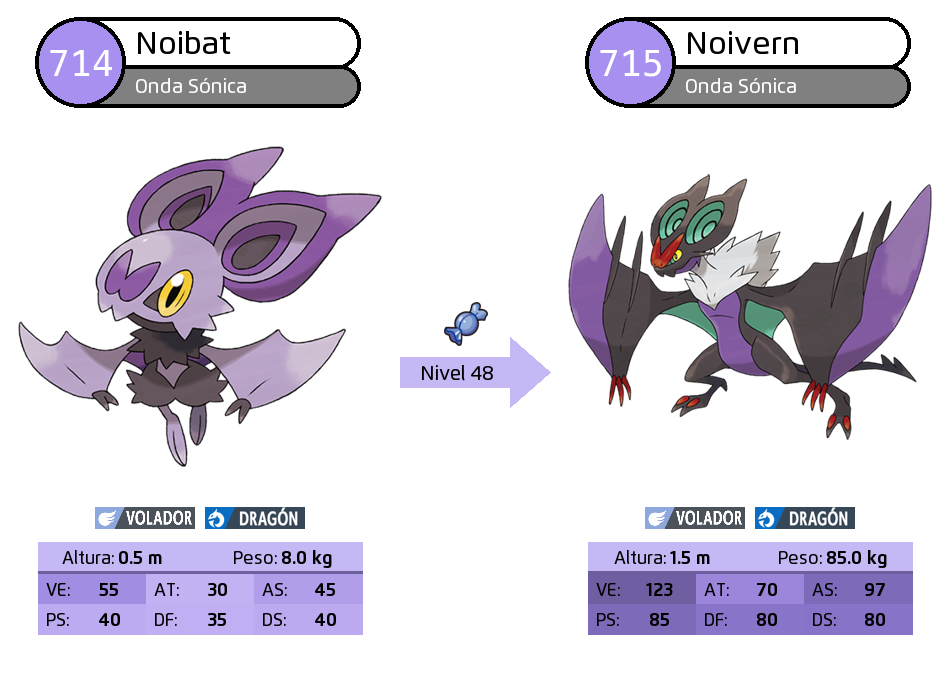 714
Noibat
Onda Sónica
715
Noivern
Onda Sónica
Nivel 48
VOLADOR DRAGÓN
Altura: 0.5 m Peso: 8.0 kg
VE: 55 AT: 30 AS: 45
PS: 40 DF: 35 DS: 40
VOLADOR DRAGÓN
Altura: 1.5 m Peso: 85.0 kg
VE: 123 AT: 70 AS: 97
PS: 85 DF: 80 DS: 80